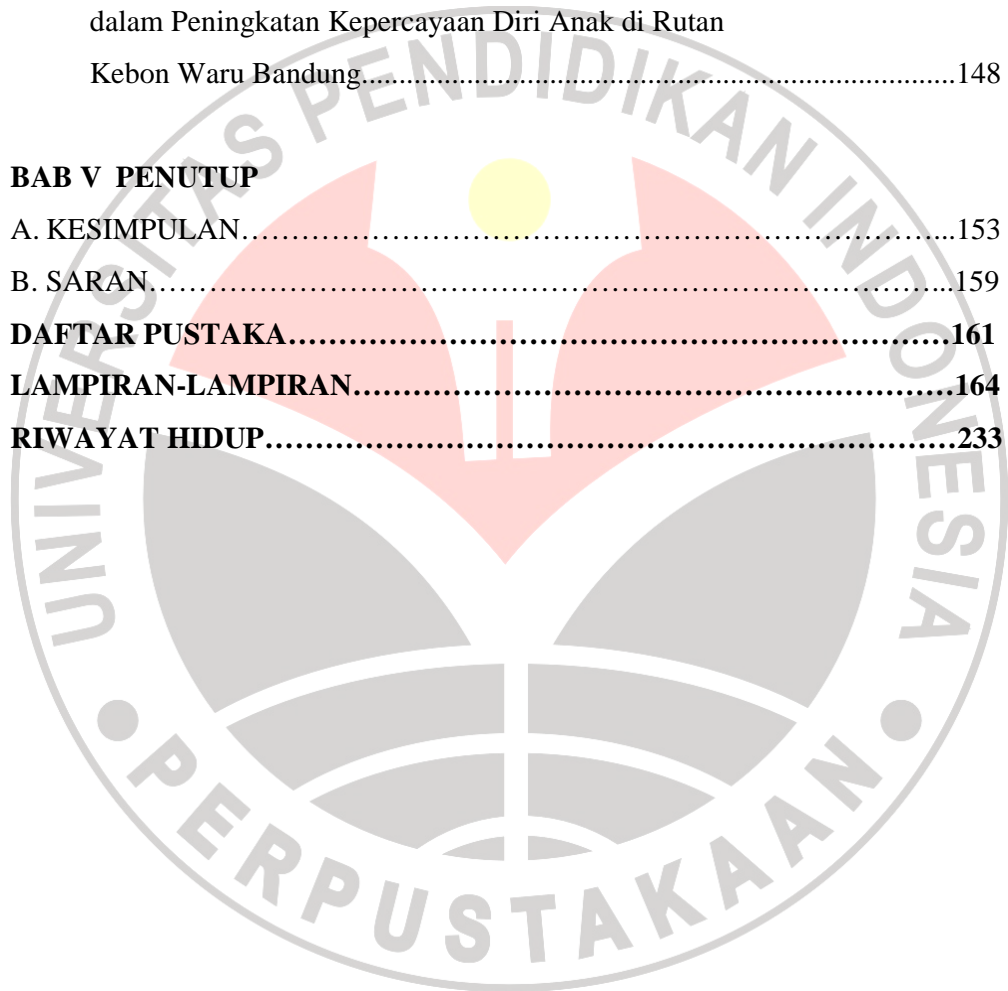 dalam Peningkatan Kepercayaan Diri Anak di Rutan
Kebon Waru Bandung....................................................................................148
BAB V PENUTUP
A. KESIMPULAN…………………………………………………………………...153
B. SARAN…………………………………………………………………………...159
DAFTAR PUSTAKA……………………………………………………………161
LAMPIRAN-LAMPIRAN………………………………………………………164
RIWAYAT HIDUP………………………………………………………………233
UNIVERSITAS PENDIDIKAN INDONESIA
PERPUSTAKAAN